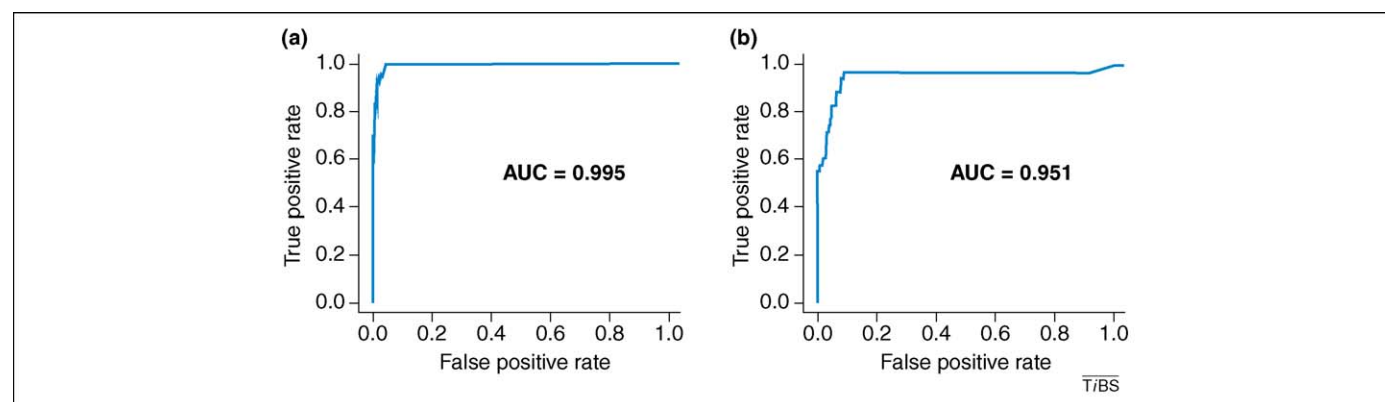 (a)
True positive rate
1.0
0.8
0.6
0.4
0.2
0.0
AUC = 0.995
0.0 0.2 0.4 0.6 0.8 1.0
False positive rate
(b)
True positive rate
1.0
0.8
0.6
0.4
0.2
0.0
AUC = 0.951
0.0 0.2 0.4 0.6 0.8 1.0
False positive rate
TiBS